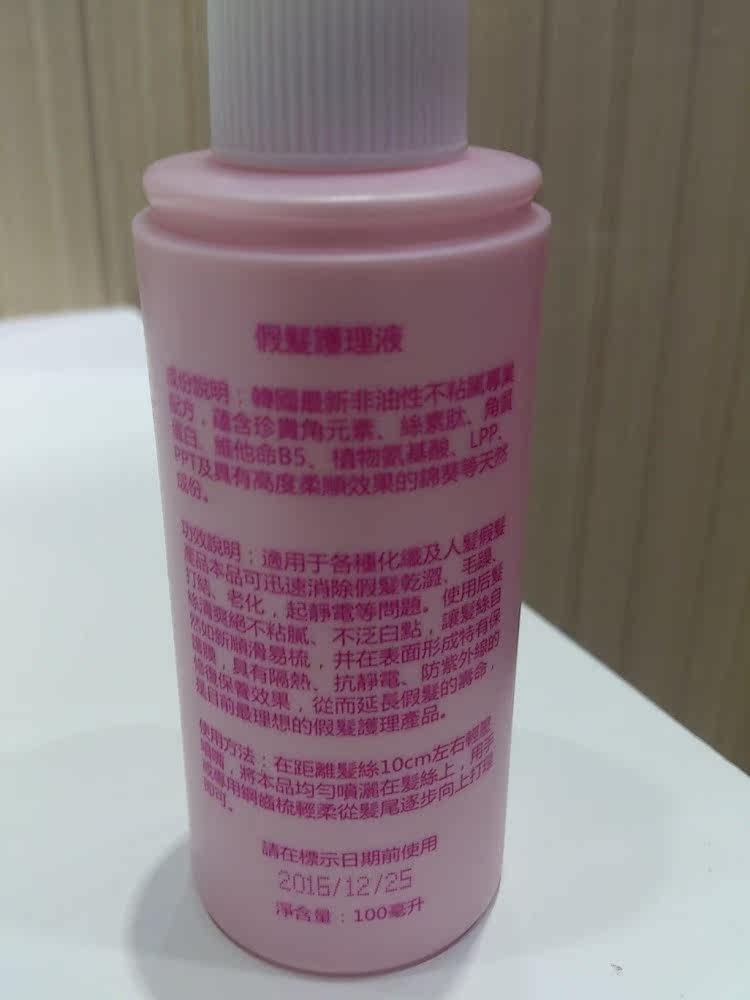 假髮護理液
成份說明：韓國最新非油性不粘膩專業
配方，蘊含珍貴角元素、絲素肽、角質
蛋白、維他命B5、植物氨基酸、LPP、
PPT及具有高度柔順效果的錦葵等天然
成份。
功效說明：適用于各種化纖及人髮假髮
產品本品可迅速消除假髮乾澀、毛躁、
打結、老化，起靜電等問題。使用后髮
絲清爽絕不粘膩、不泛白點，讓髮絲自
然如新順滑易梳，并在表面形成特有保
護膜，具有隔熱、抗靜電、防紫外線的
修復保養效果，從而延長假髮的壽命，
是目前最理想的假髮護理產品。
使用方法：在距離髮絲10cm左右輕壓
噴嘴，將本品均勻噴灑在髮絲上，用手
或專用鋼齒梳輕柔從髮尾逐步向上打理
即可。
請在標示日期前使用
2016/12/25
淨含量：100毫升